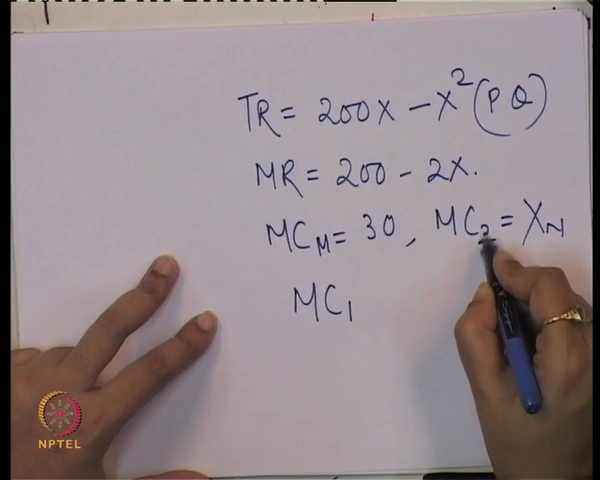 TR = 200x - x² (PQ)
MR = 200 - 2x.
MC_M = 30, MC_2 = X_N
MC_1
NPTEL